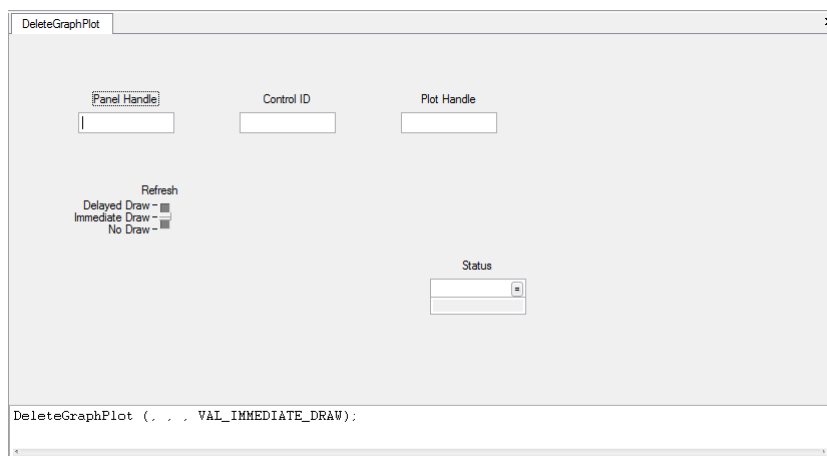 DeleteGraphPlot
Panel Handle
Control ID
Plot Handle
Refresh
Delayed Draw
Immediate Draw
No Draw
Status
=
DeleteGraphPlot (, , , VAL_IMMEDIATE_DRAW);